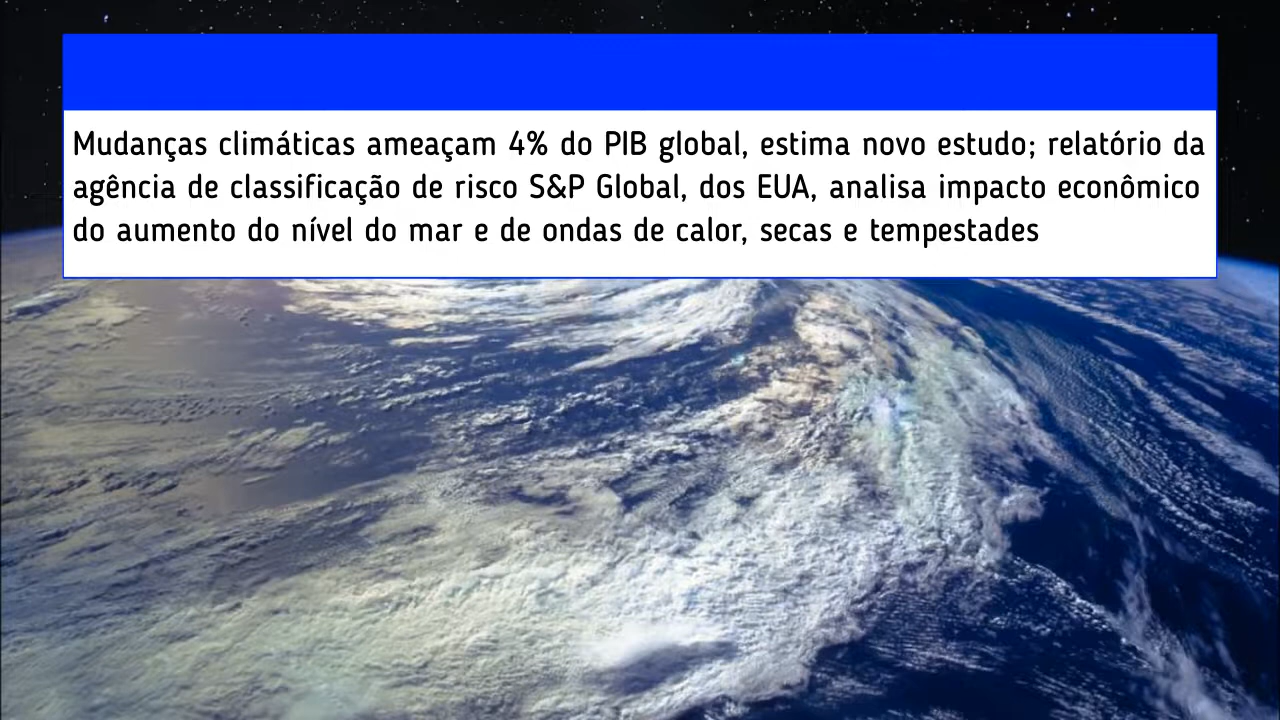 Mudanças climáticas ameaçam 4% do PIB global, estima novo estudo; relatório da
agência de classificação de risco S&P Global, dos EUA, analisa impacto econômico
do aumento do nível do mar e de ondas de calor, secas e tempestades